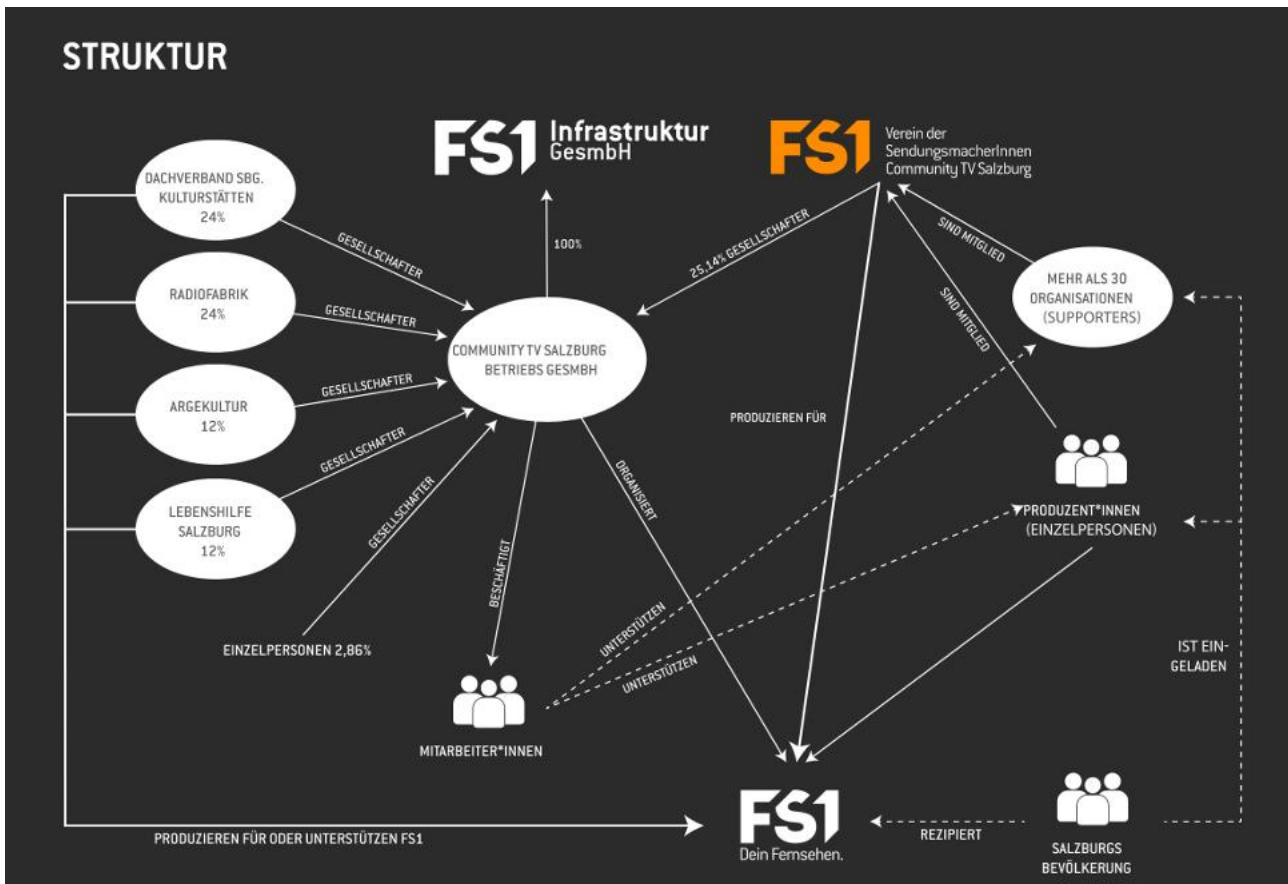 STRUKTUR
FS1 Infrastruktur
GesmbH
FS1 Verein der
SendungsmacherInnen
Community TV Salzburg
DACHVERBAND SBG.
KULTURSTÄTTEN
24%
GESELLSCHAFTER
100%
25,14% GESELLSCHAFTER
SIND MITGLIED
MEHR ALS 30
ORGANISATIONEN
(SUPPORTERS)
RADIOFABRIK
24%
GESELLSCHAFTER
SIND MITGLIED
COMMUNITY TV SALZBURG
BETRIEBS GESMBH
ARGEKULTUR
12%
GESELLSCHAFTER
PRODUZIEREN FÜR
LEBENSHILFE
SALZBURG
12%
GESELLSCHAFTER
GESELLSCHAFTER
ORGANISIERT
PRODUZENT*INNEN
(EINZELPERSONEN)
BESCHÄFTIGT
EINZELPERSONEN 2,86%
UNTERSTÜTZEN
UNTERSTÜTZEN
IST EIN-
GELADEN
MITARBEITER*INNEN
PRODUZIEREN FÜR ODER UNTERSTÜTZEN FS1
FS1
Dein Fernsehen.
REZIPIERT
SALZBURGS
BEVÖLKERUNG